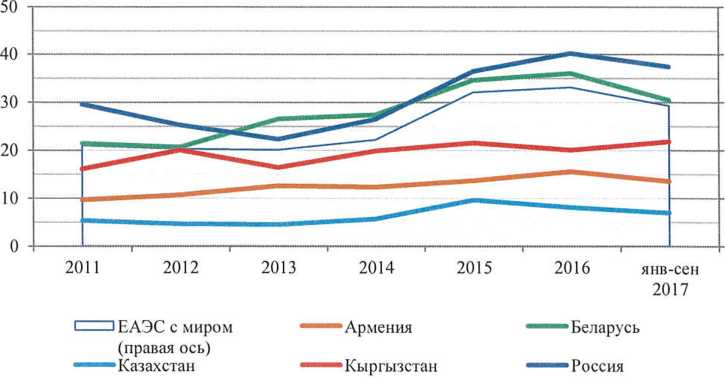 50
40
30
20
10
0
2011 2012 2013 2014 2015 2016 янв-сен
2017
ЕАЭС с миром Армения Беларусь
(правая ось)
Казахстан Кыргызстан Россия